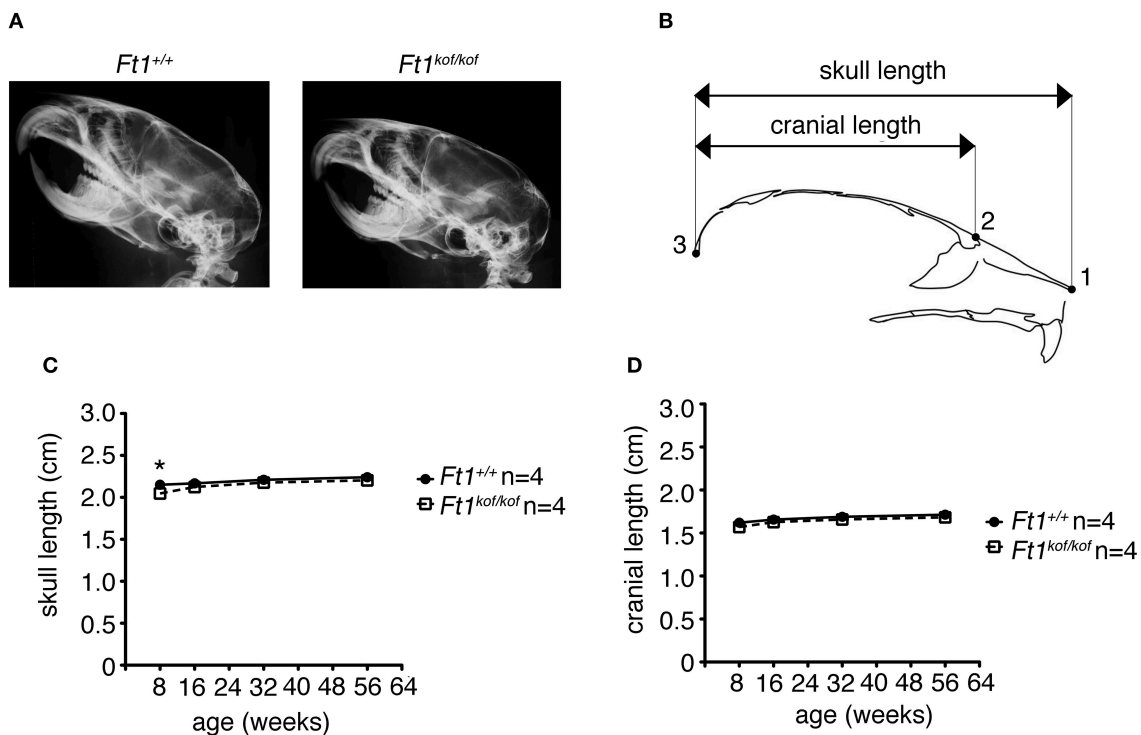 A
Ft1+/+
Ft1kof/kof
B
skull length
cranial length
3
2
1
C
skull length (cm)
3.0
2.5
2.0
1.5
1.0
0.5
0
*
8 16 24 32 40 48 56 64
age (weeks)
Ft1+/+ n=4
Ft1kof/kof n=4
D
cranial length (cm)
3.0
2.5
2.0
1.5
1.0
0.5
0
8 16 24 32 40 48 56 64
age (weeks)
Ft1+/+ n=4
Ft1kof/kof n=4